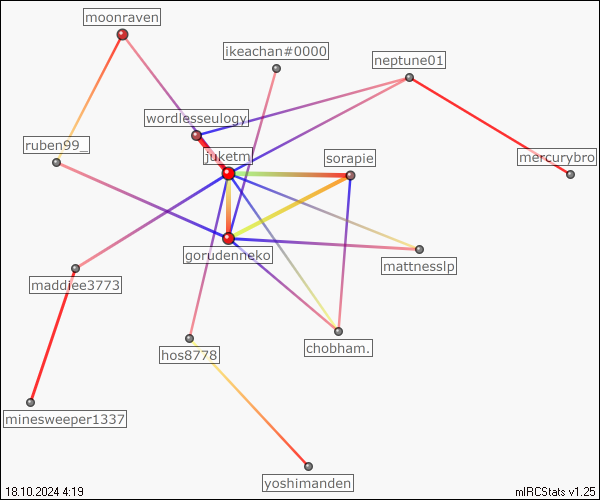 moonraven
ikeachan#0000
neptune01
wordlesseulogy
ruben99_
juketm
sorapie
mercurybro
gorudenneko
mattnesslp
maddiee3773
hos8778
chobham.
minesweeper1337
yoshimanden
18.10.2024 4:19
mIRCStats v1.25